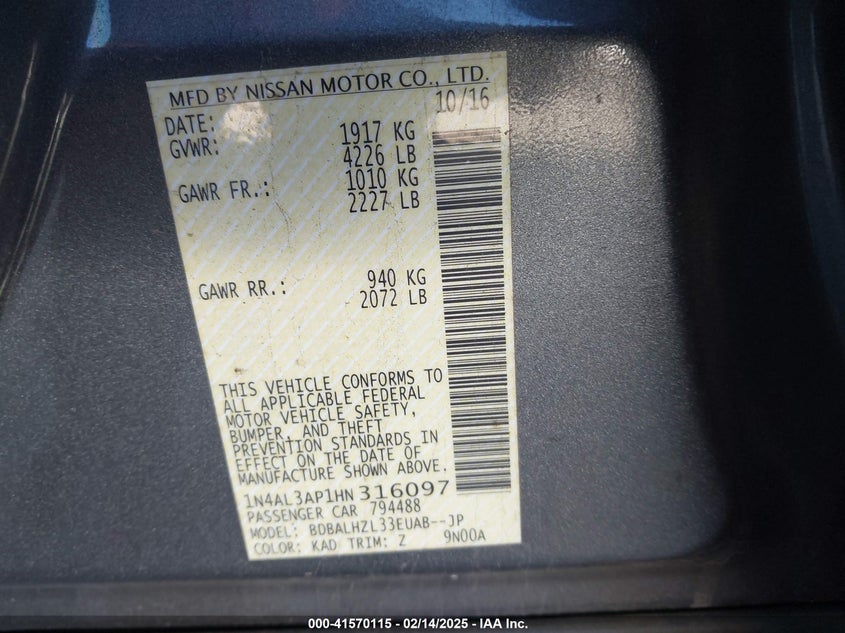 MFD BY NISSAN MOTOR CO., LTD.
DATE: 10/16
GVWR: 1917 KG
4226 LB
GAWR FR.: 1010 KG
2227 LB
GAWR RR.: 940 KG
2072 LB
THIS VEHICLE CONFORMS TO
ALL APPLICABLE FEDERAL
MOTOR VEHICLE SAFETY,
BUMPER, AND THEFT
PREVENTION STANDARDS IN
EFFECT ON THE DATE OF
MANUFACTURE SHOWN ABOVE.
1N4AL3AP1HN316097
PASSENGER CAR 794488
MODEL: BDBALHZL33EUAB--JP
COLOR: KAD TRIM: Z 9N00A
000-41570115 - 02/14/2025 - IAA Inc.